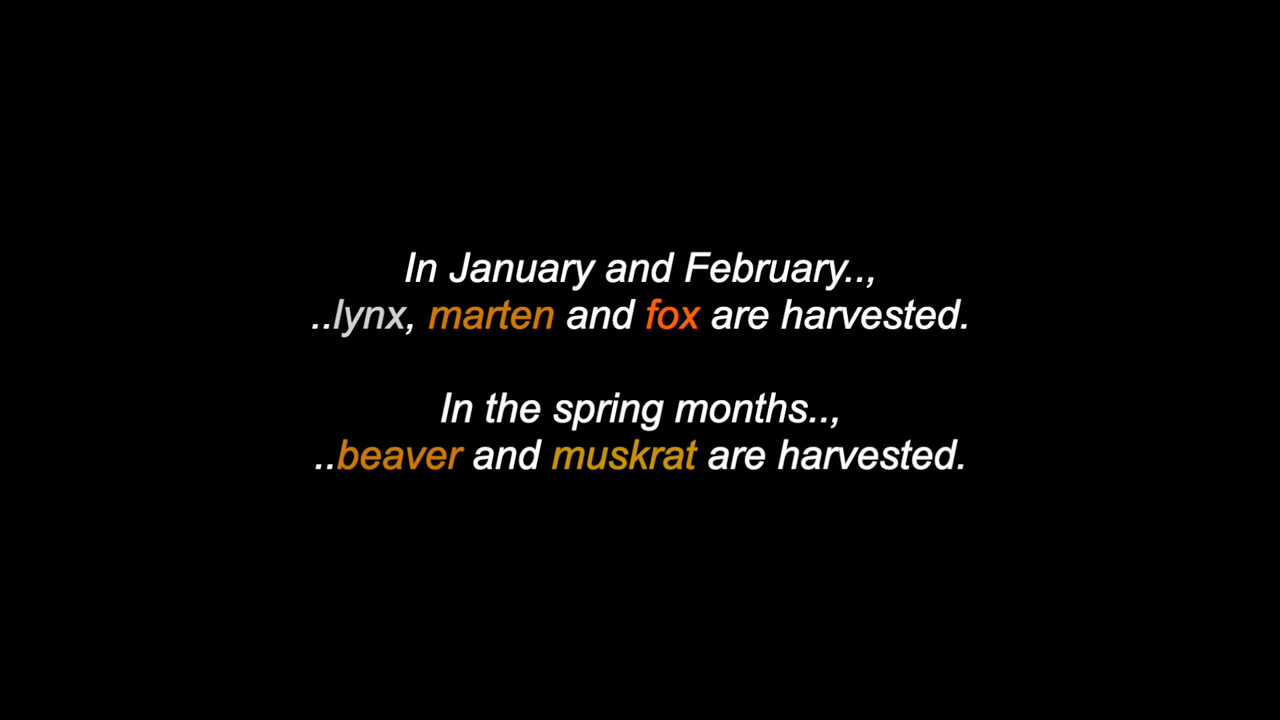 In January and February..,
..lynx, marten and fox are harvested.
In the spring months..,
..beaver and muskrat are harvested.